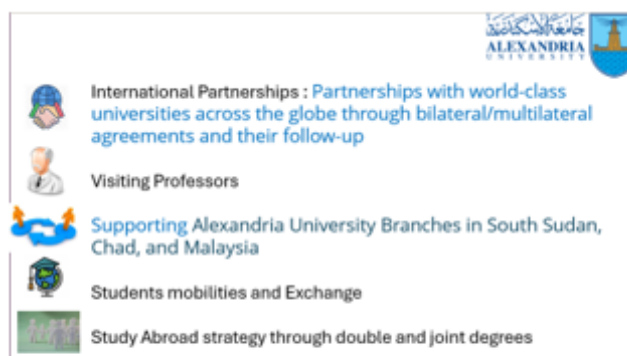 جامعة الإسكندرية
ALEXANDRIA
UNIVERSITY
International Partnerships : Partnerships with world-class
universities across the globe through bilateral/multilateral
agreements and their follow-up
Visiting Professors
Supporting Alexandria University Branches in South Sudan,
Chad, and Malaysia
Students mobilities and Exchange
Study Abroad strategy through double and joint degrees